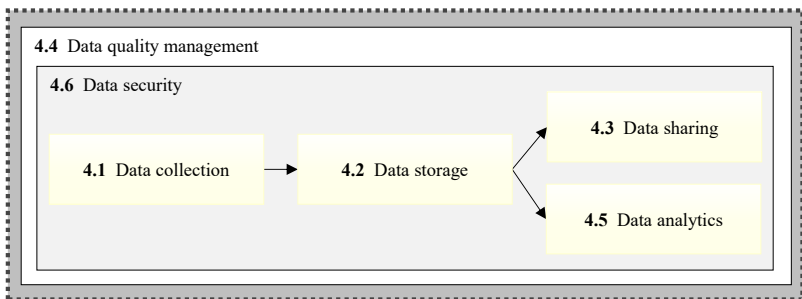 4.4 Data quality management
4.6 Data security
4.3 Data sharing
4.1 Data collection
4.2 Data storage
4.5 Data analytics